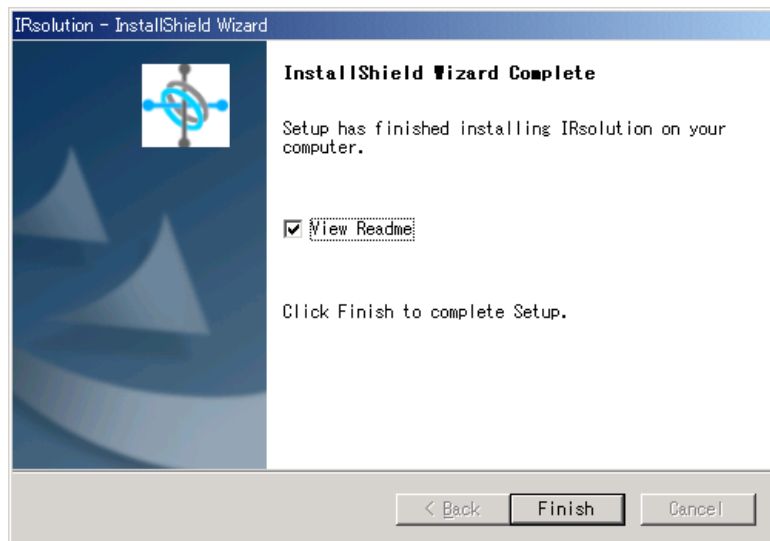 IRsolution - InstallShield Wizard
InstallShield Wizard Complete
Setup has finished installing IRsolution on your
computer.
View Readme
Click Finish to complete Setup.
< Back
Finish
Cancel